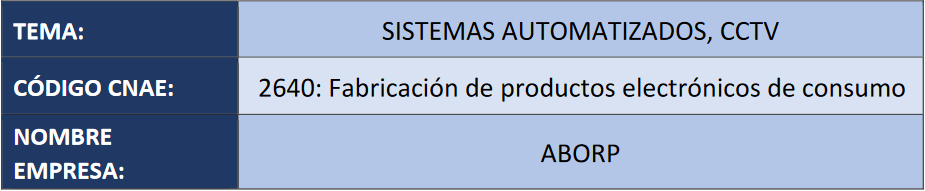 TEMA: SISTEMAS AUTOMATIZADOS, CCTV
CÓDIGO CNAE: 2640: Fabricación de productos electrónicos de consumo
NOMBRE
EMPRESA: ABORP